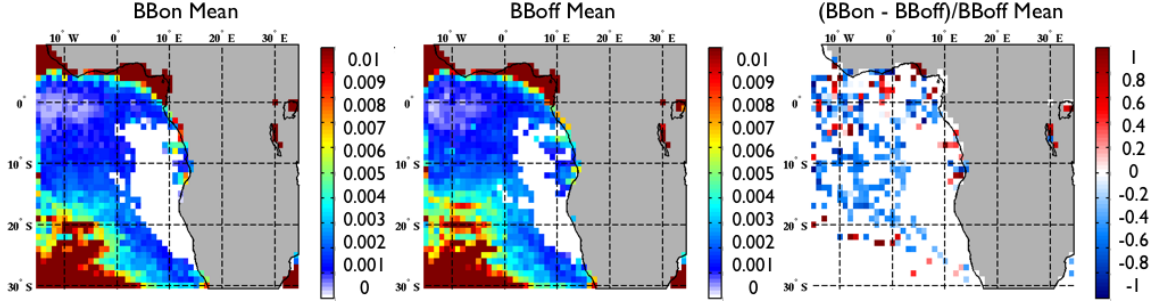 BBon Mean
10° W 0° 10° E 20° E 30° E
0°
10° S
20° S
30° S
0.01
0.009
0.008
0.007
0.006
0.005
0.004
0.003
0.002
0.001
0
BBoff Mean
10° W 0° 10° E 20° E 30° E
0°
10° S
20° S
30° S
0.01
0.009
0.008
0.007
0.006
0.005
0.004
0.003
0.002
0.001
0
(BBon - BBoff)/BBoff Mean
10° W 0° 10° E 20° E 30° E
0°
10° S
20° S
30° S
1
0.8
0.6
0.4
0.2
0
-0.2
-0.4
-0.6
-0.8
-1